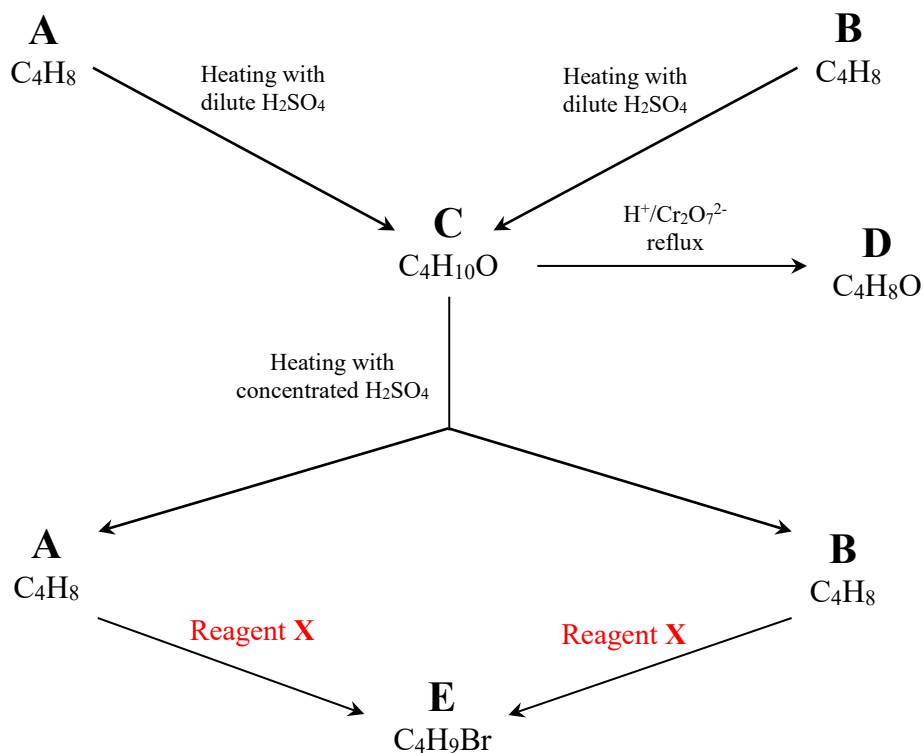 A
C₄H₈
B
C₄H₈
Heating with
dilute H₂SO₄
Heating with
dilute H₂SO₄
C
C₄H₁₀O
H⁺/Cr₂O₇²⁻
reflux
D
C₄H₈O
Heating with
concentrated H₂SO₄
A
C₄H₈
B
C₄H₈
Reagent X
Reagent X
E
C₄H₉Br